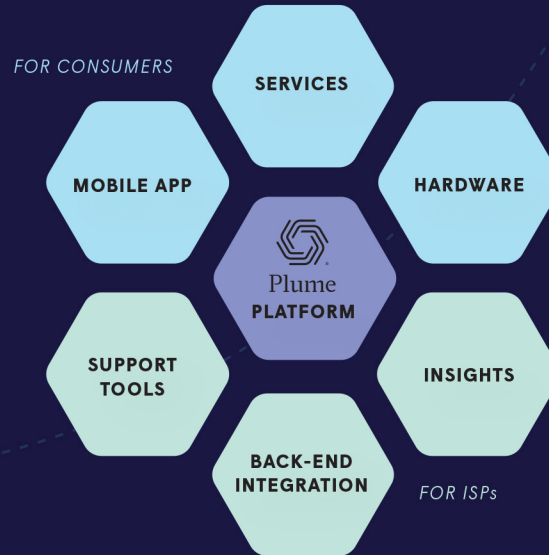 FOR CONSUMERS
SERVICES
MOBILE APP
HARDWARE
Plume
PLATFORM
SUPPORT
TOOLS
INSIGHTS
BACK-END
INTEGRATION
FOR ISPs